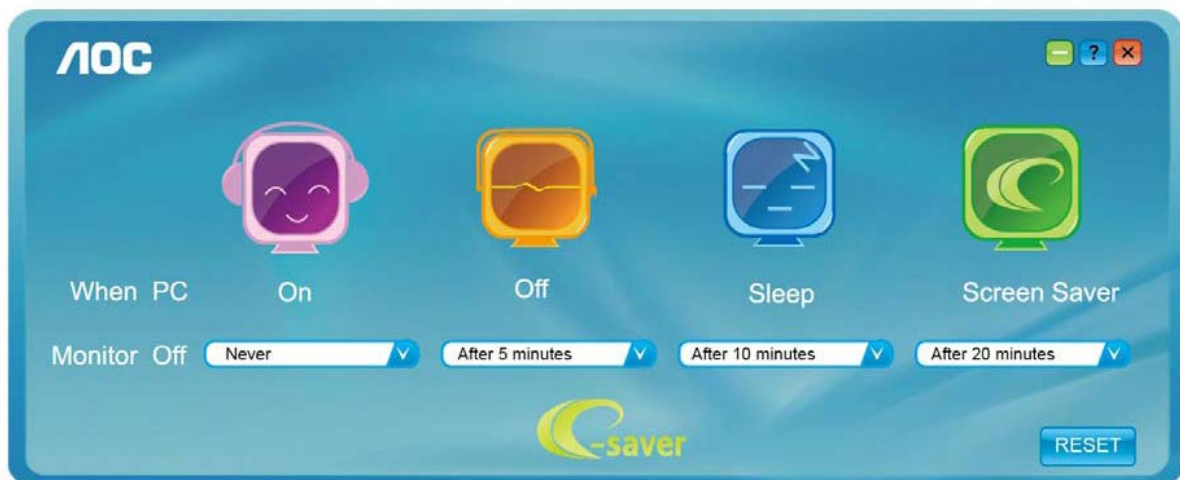 AOC
?
When PC On Off Sleep Screen Saver
Monitor Off Never After 5 minutes After 10 minutes After 20 minutes
e-saver
RESET